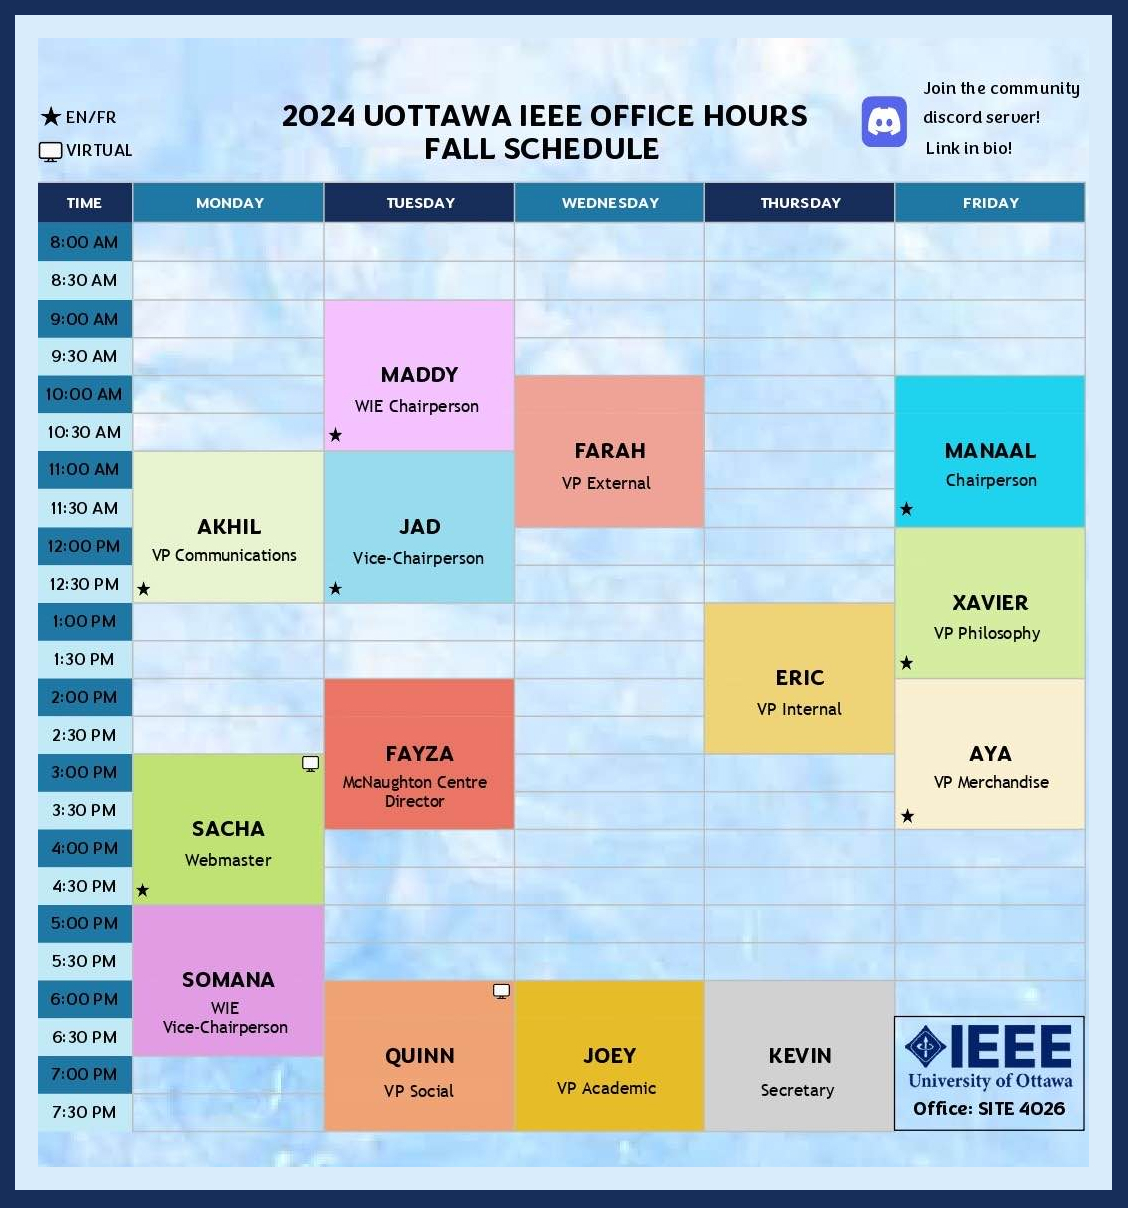 Join the community
discord server!
Link in bio!
★ EN/FR
VIRTUAL
2024 UOTTAWA IEEE OFFICE HOURS
FALL SCHEDULE
TIME MONDAY TUESDAY WEDNESDAY THURSDAY FRIDAY
8:00 AM
8:30 AM
9:00 AM
9:30 AM
10:00 AM
10:30 AM
11:00 AM
11:30 AM
12:00 PM
12:30 PM
1:00 PM
1:30 PM
2:00 PM
2:30 PM
3:00 PM
3:30 PM
4:00 PM
4:30 PM
5:00 PM
5:30 PM
6:00 PM
6:30 PM
7:00 PM
7:30 PM
AKHIL
VP Communications
★
SACHA
Webmaster
★
SOMANA
WIE
Vice-Chairperson
MADDY
WIE Chairperson
★
JAD
Vice-Chairperson
★
FAYZA
McNaughton Centre
Director
QUINN
VP Social
FARAH
VP External
JOEY
VP Academic
ERIC
VP Internal
KEVIN
Secretary
MANAAL
Chairperson
★
XAVIER
VP Philosophy
★
AYA
VP Merchandise
★
IEEE
University of Ottawa
Office: SITE 4026